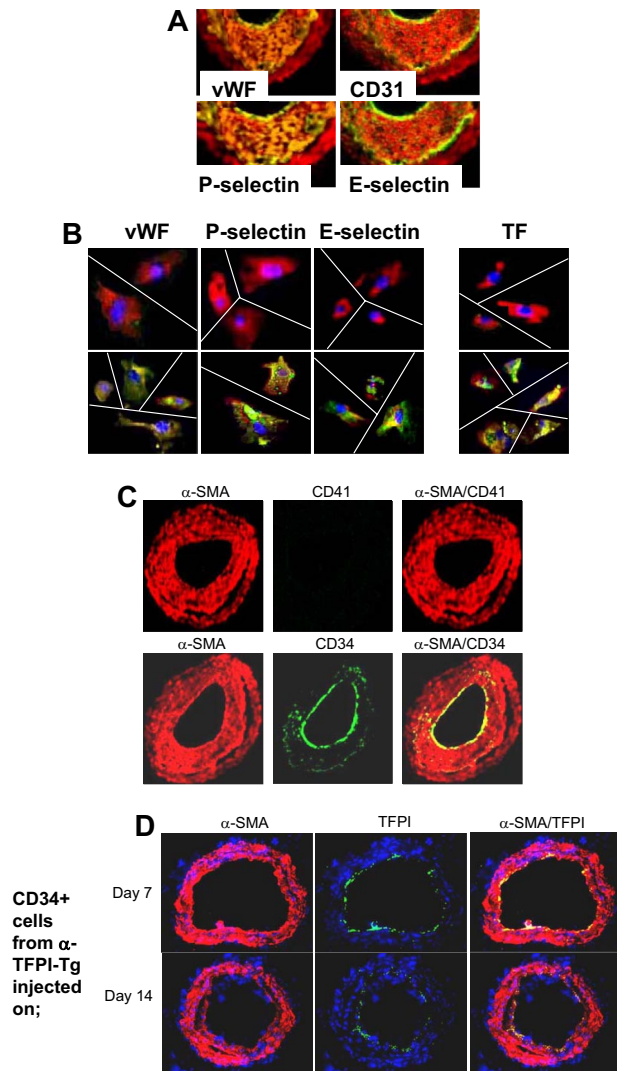 A
vWF
CD31
P-selectin
E-selectin
B
vWF
P-selectin
E-selectin
TF
C
α-SMA
CD41
α-SMA/CD41
α-SMA
CD34
α-SMA/CD34
D
α-SMA
TFPI
α-SMA/TFPI
CD34+
cells
from α-
TFPI-Tg
injected
on;
Day 7
Day 14